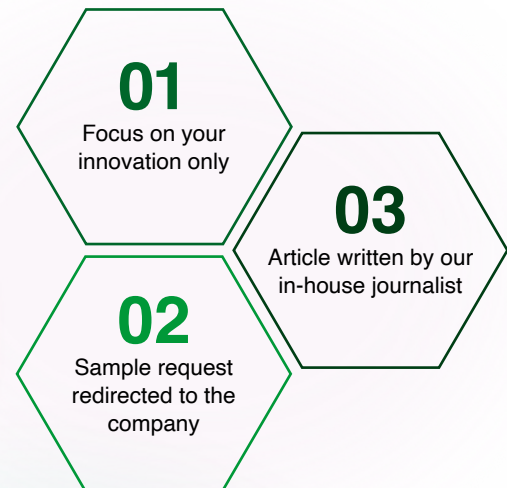 01
Focus on your
innovation only
02
Sample request
redirected to the
company
03
Article written by our
in-house journalist